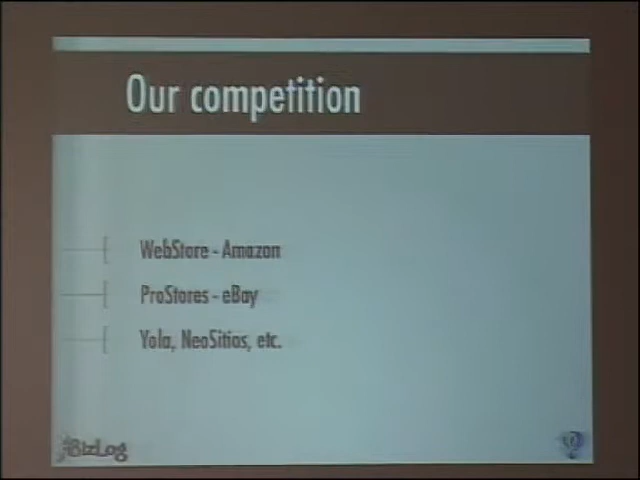 Our competition
WebStore - Amazon
ProStores - eBay
Yola, NeoSitios, etc.
BizLog